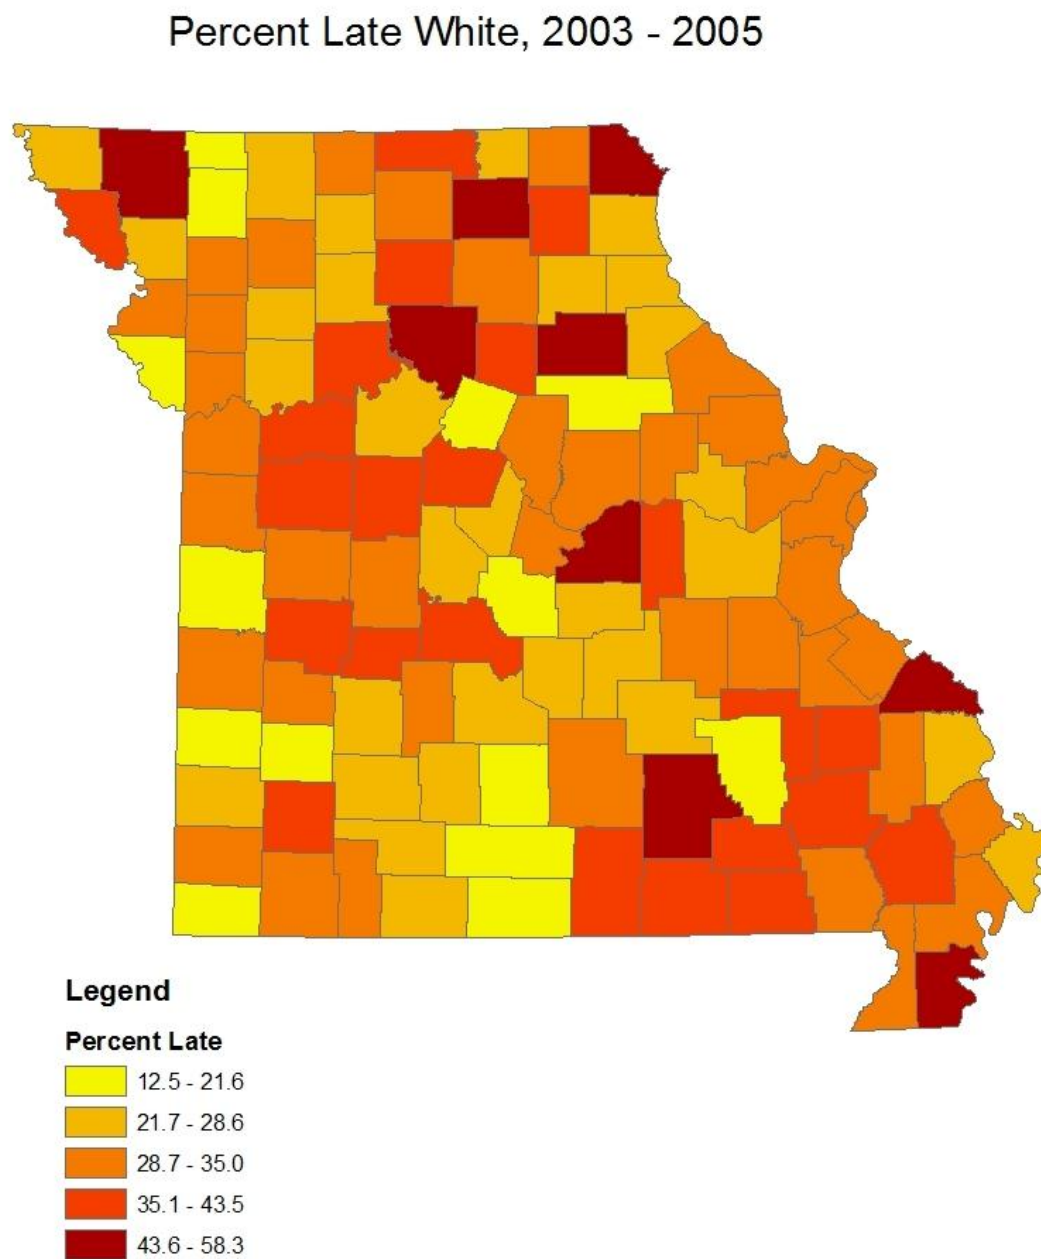 Percent Late White, 2003 - 2005
Legend
Percent Late
12.5 - 21.6
21.7 - 28.6
28.7 - 35.0
35.1 - 43.5
43.6 - 58.3